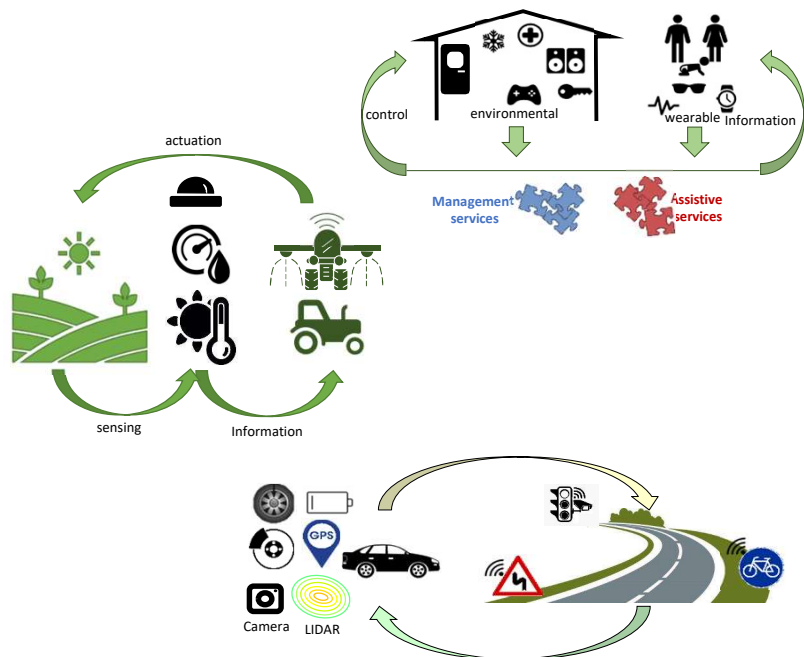 control
environmental
wearable
Information
Management
services
Assistive
services
actuation
sensing
Information
GPS
Camera
LIDAR